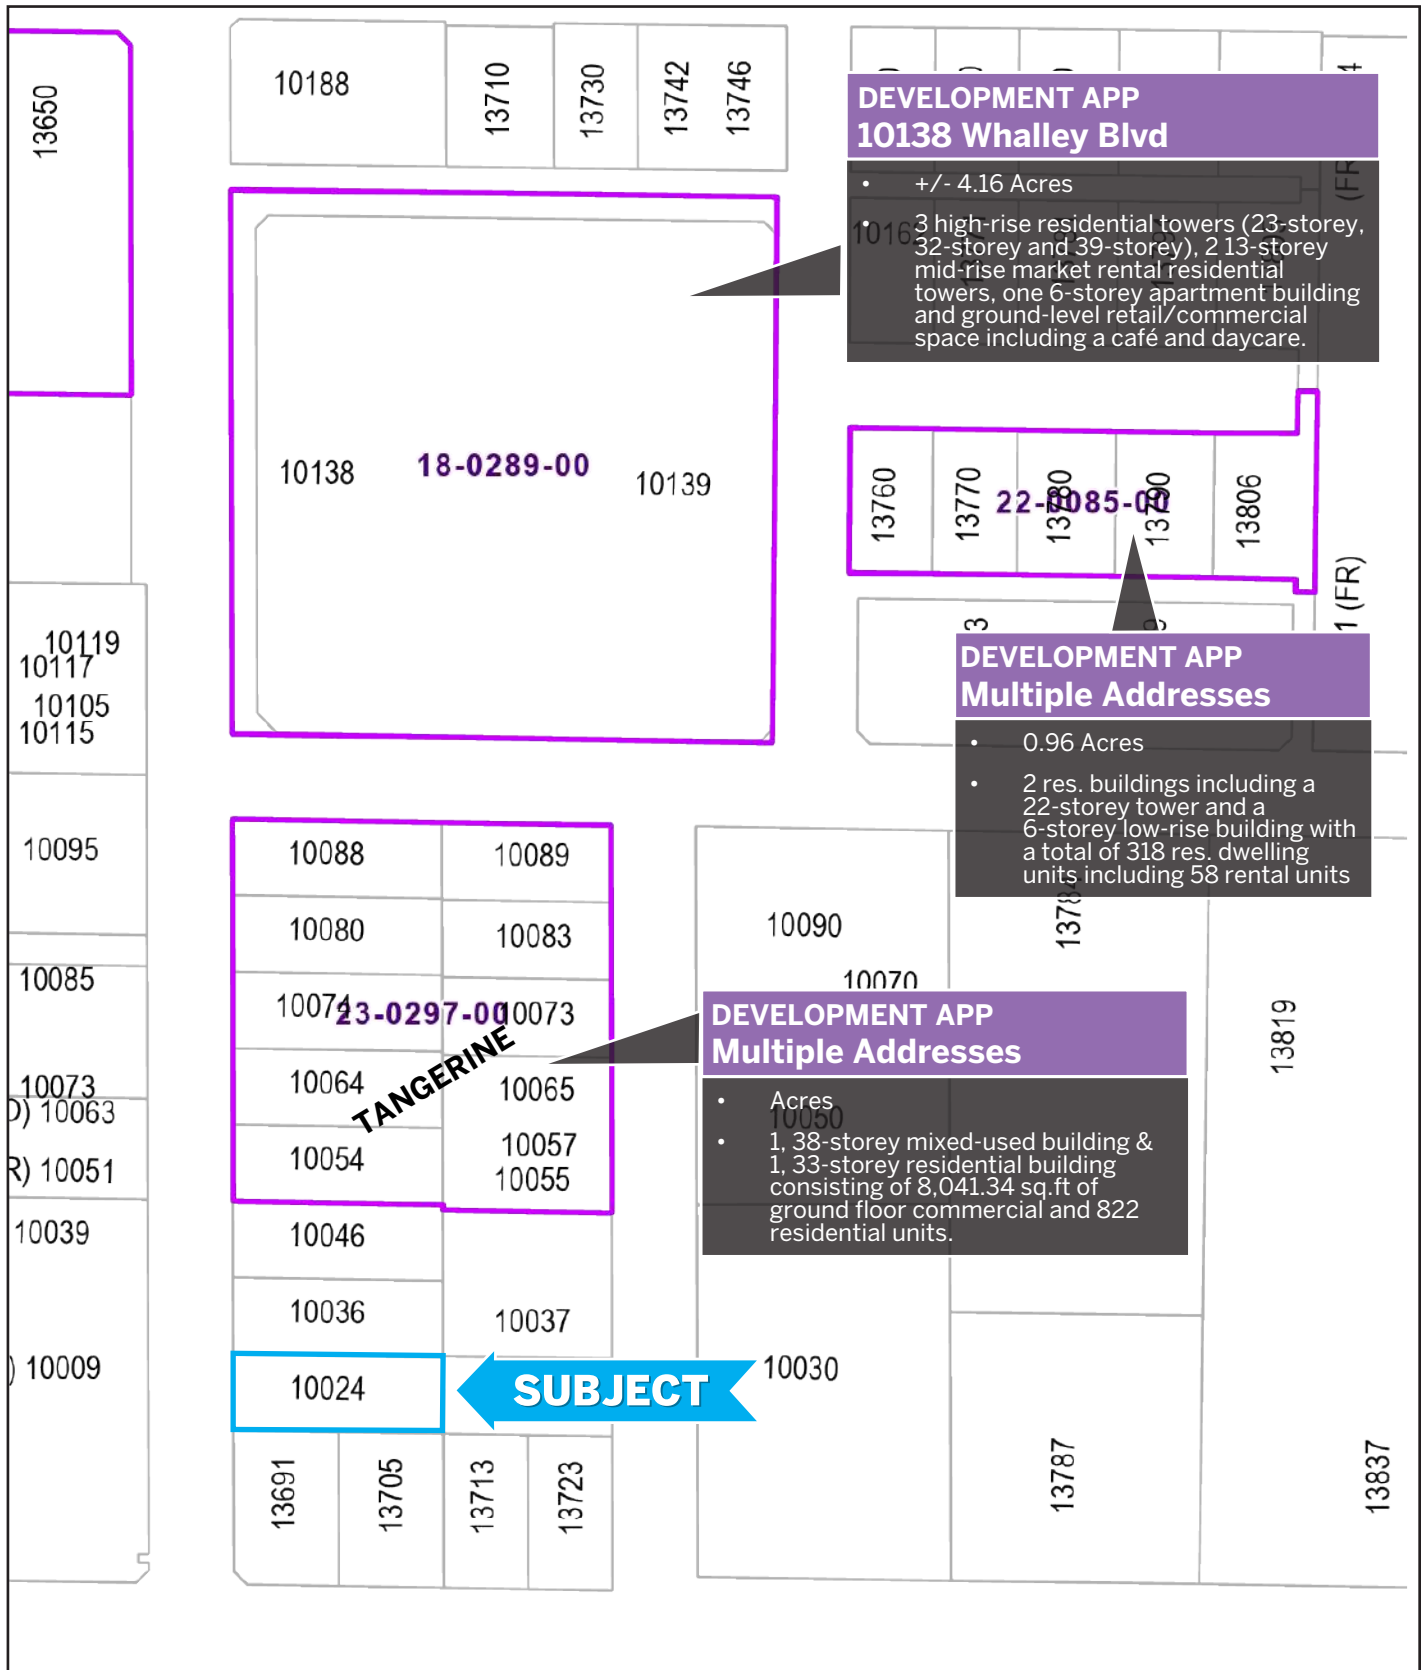 13650
10188
13710
13730
13742
13746
DEVELOPMENT APP
10138 Whalley Blvd
• +/- 4.16 Acres
• 3 high-rise residential towers (23-storey,
32-storey and 39-storey), 2 13-storey
mid-rise market rental residential
towers, one 6-storey apartment building
and ground-level retail/commercial
space including a café and daycare.
10138
18-0289-00
10139
13760
13770
22-0085-00
13780
13790
13806
1 (FR)
10119
10117
10105
10115
DEVELOPMENT APP
Multiple Addresses
• 0.96 Acres
• 2 res. buildings including a
22-storey tower and a
6-storey low-rise building with
a total of 318 res. dwelling
units including 58 rental units
10095
10088
10089
10080
10083
10090
13784
10085
10070
10074
23-0297-00
10073
TANGERINE
13819
DEVELOPMENT APP
Multiple Addresses
• Acres
• 1, 38-storey mixed-used building &
1, 33-storey residential building
consisting of 8,041.34 sq.ft of
ground floor commercial and 822
residential units.
10050
10073
10064
10065
) 10063
10057
10054
10055
R) 10051
10039
10046
10036
10037
) 10009
10024
SUBJECT
10030
13691
13705
13713
13723
13787
13837